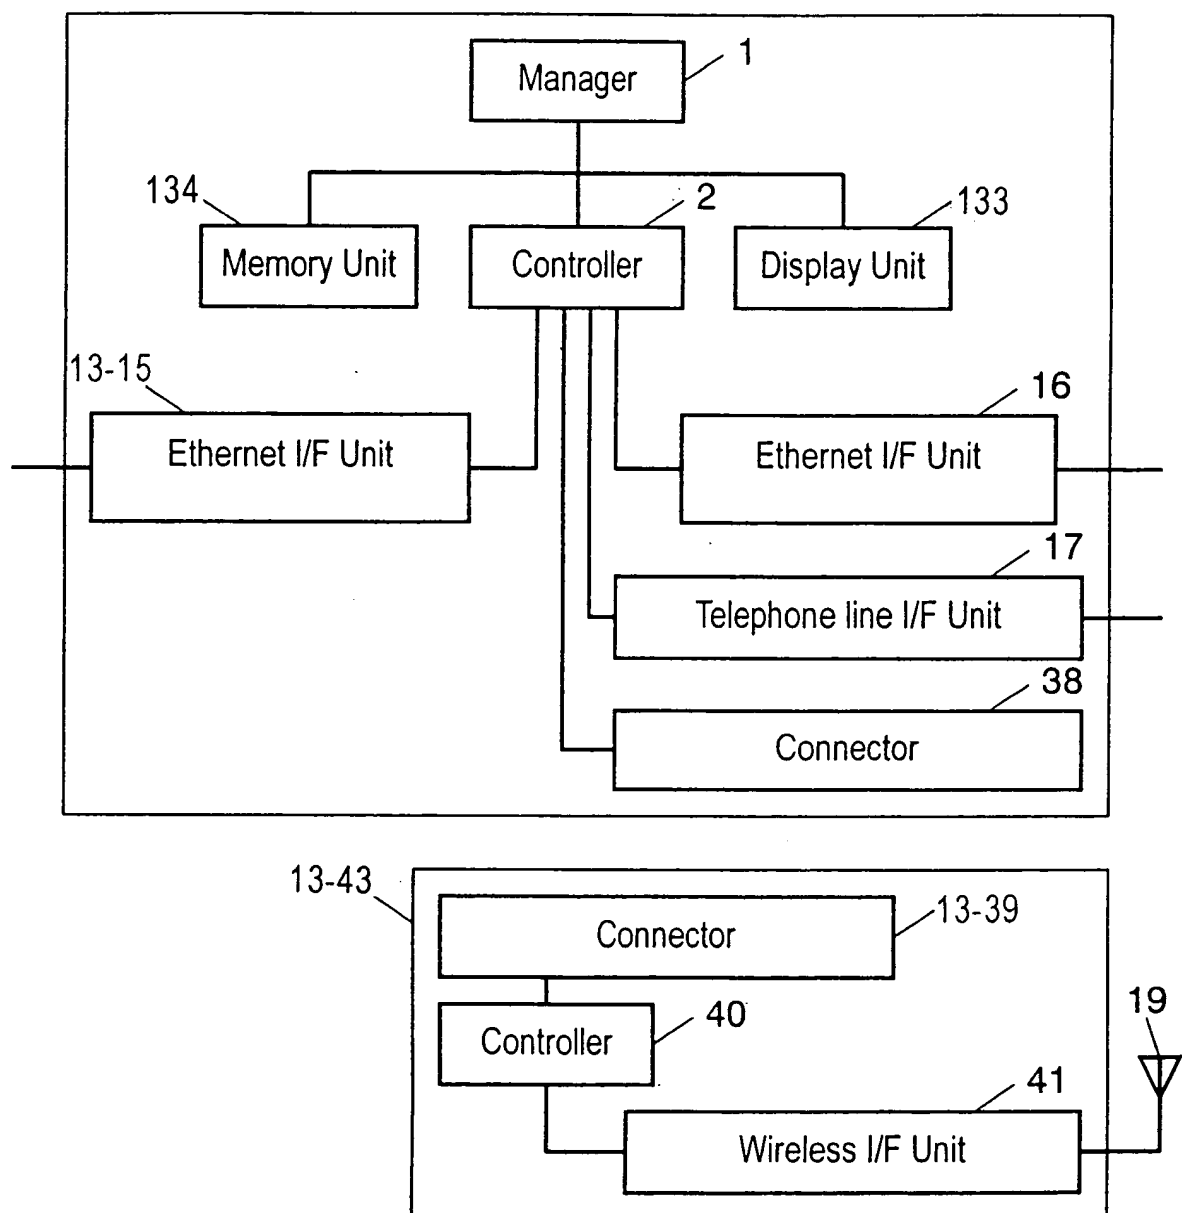 1
Manager
134
2
133
Memory Unit
Controller
Display Unit
13-15
16
Ethernet I/F Unit
Ethernet I/F Unit
17
Telephone line I/F Unit
38
Connector
13-43
Connector
13-39
Controller
40
19
41
Wireless I/F Unit